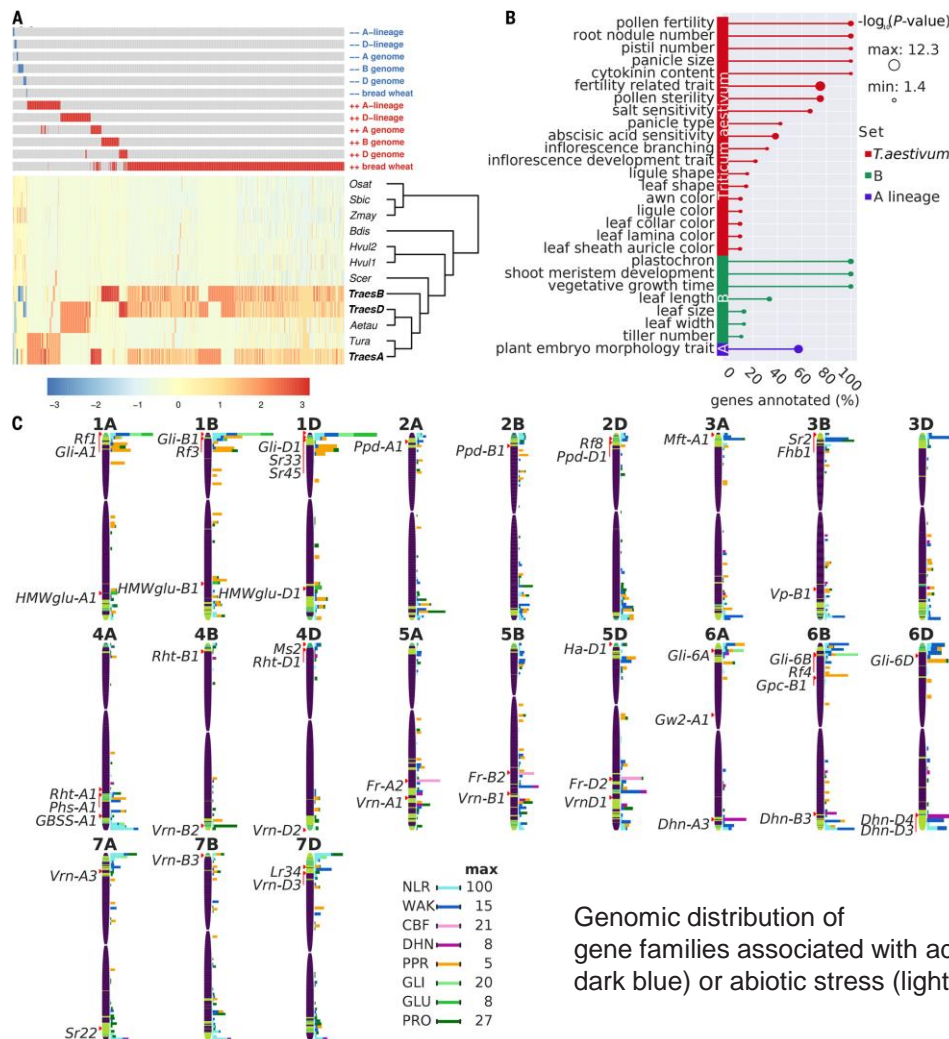 A
−− A-lineage
−− D-lineage
−− A genome
−− B genome
−− D genome
−− bread wheat
++ A-lineage
++ D-lineage
++ A genome
++ B genome
++ D genome
++ bread wheat
Osat
Sbic
Zmay
Bdis
Hvul2
Hvul1
Scer
TraesB
TraesD
Aetau
Tura
TraesA
−3 −2 −1 0 1 2 3
B
pollen fertility
root nodule number
pistil number
panicle size
cytokinin content
fertility related trait
pollen sterility
salt sensitivity
panicle type
abscisic acid sensitivity
inflorescence branching
inflorescence development trait
ligule shape
leaf shape
awn color
ligule color
leaf collar color
leaf lamina color
leaf sheath auricle color
plastochron
shoot meristem development
vegetative growth time
leaf length
leaf size
leaf width
tiller number
plant embryo morphology trait
Triticum aestivum
B
A
0 20 40 60 80 100
genes annotated (%)
-log10(P-value)
max: 12.3
min: 1.4
Set
T.aestivum
B
A lineage
C
1A 1B 1D 2A 2B 2D 3A 3B 3D
Rf1
Gli-A1
HMWglu-A1
Gli-B1
Rf3
HMWglu-B1
Gli-D1
Sr33
Sr45
HMWglu-D1
Ppd-A1
Ppd-B1
Rf8
Ppd-D1
Mft-A1
Sr2
Fhb1
Vp-B1
4A 4B 4D 5A 5B 5D 6A 6B 6D
Rht-A1
Phs-A1
GBSS-A1
Rht-B1
Vrn-B2
Ms2
Rht-D1
Vrn-D2
Fr-A2
Vrn-A1
Fr-B2
Vrn-B1
Ha-D1
Fr-D2
VrnD1
Gli-6A
Gw2-A1
Dhn-A3
Gli-6B
Rf4
Gpc-B1
Dhn-B3
Gli-6D
Dhn-D4
Dhn-D3
7A 7B 7D
Vrn-A3
Sr22
Vrn-B3
Lr34
Vrn-D3
max
NLR 100
WAK 15
CBF 21
DHN 8
PPR 5
GLI 20
GLU 8
PRO 27
Genomic distribution of
gene families associated with ad
dark blue) or abiotic stress (light